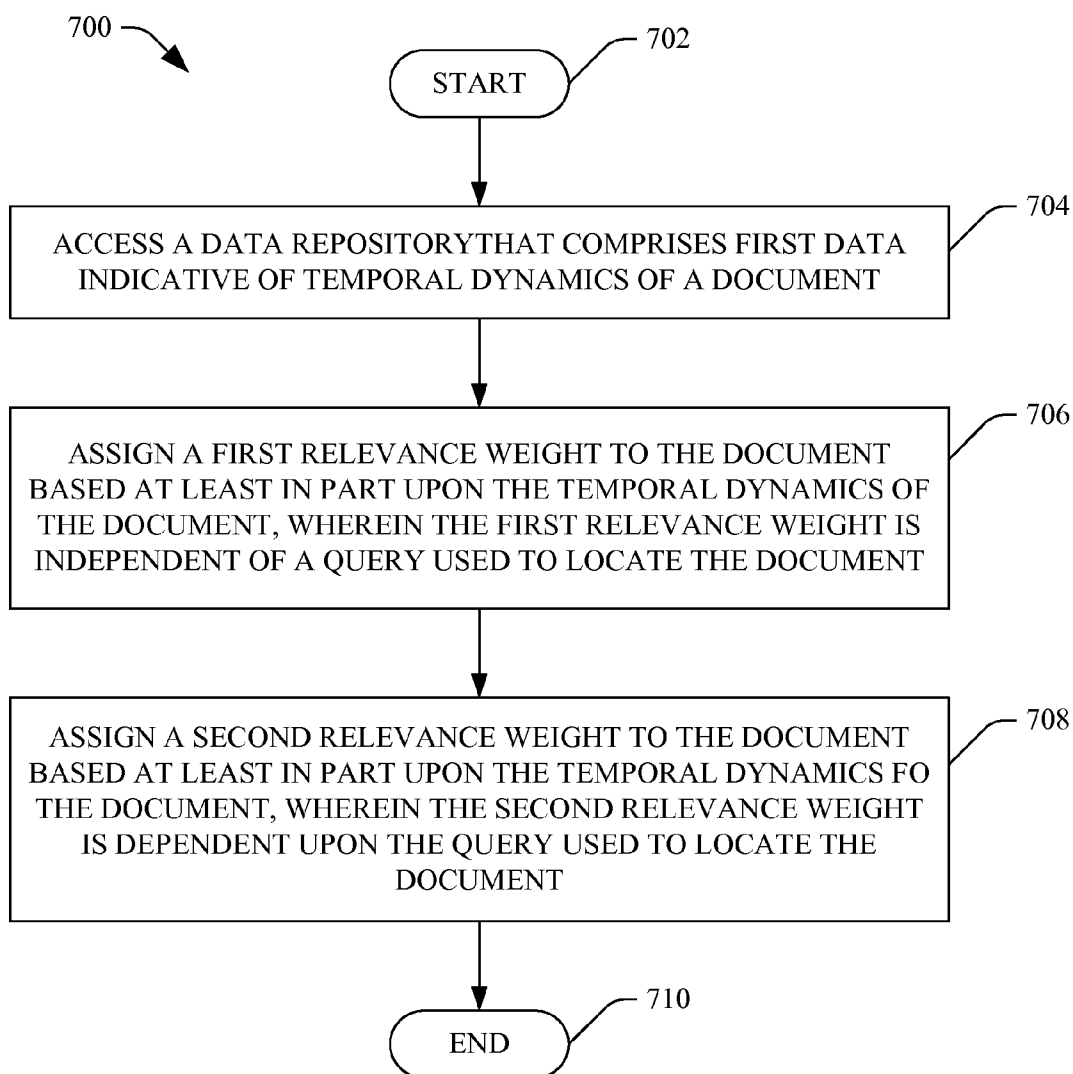 700
702
START
704
ACCESS A DATA REPOSITORYTHAT COMPRISES FIRST DATA
INDICATIVE OF TEMPORAL DYNAMICS OF A DOCUMENT
706
ASSIGN A FIRST RELEVANCE WEIGHT TO THE DOCUMENT
BASED AT LEAST IN PART UPON THE TEMPORAL DYNAMICS OF
THE DOCUMENT, WHEREIN THE FIRST RELEVANCE WEIGHT IS
INDEPENDENT OF A QUERY USED TO LOCATE THE DOCUMENT
708
ASSIGN A SECOND RELEVANCE WEIGHT TO THE DOCUMENT
BASED AT LEAST IN PART UPON THE TEMPORAL DYNAMICS FO
THE DOCUMENT, WHEREIN THE SECOND RELEVANCE WEIGHT
IS DEPENDENT UPON THE QUERY USED TO LOCATE THE
DOCUMENT
710
END